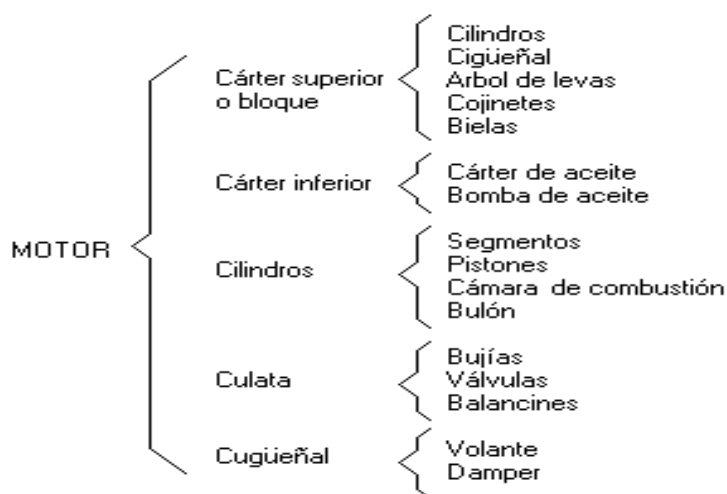 MOTOR
Cárter superior
o bloque
Cilindros
Cigüeñal
Arbol de levas
Cojinetes
Bielas
Cárter inferior
Cárter de aceite
Bomba de aceite
Cilindros
Segmentos
Pistones
Cámara de combustión
Bulón
Culata
Bujías
Válvulas
Balancines
Cugüeñal
Volante
Damper